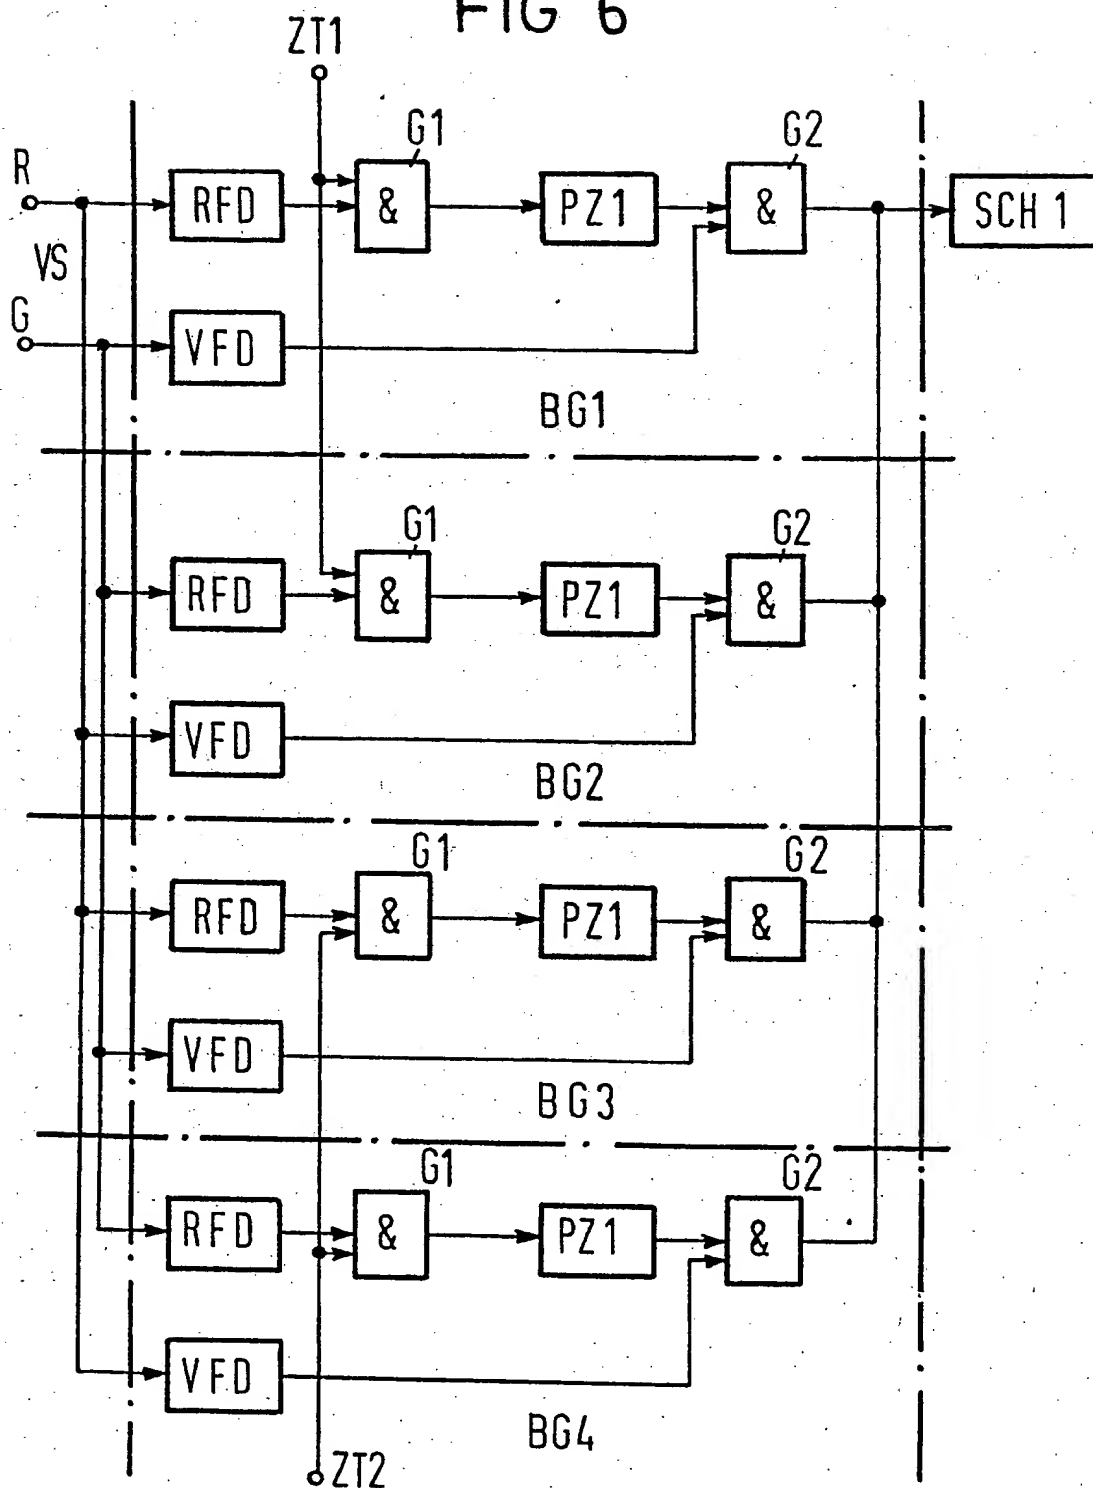 FIG 6
ZT1
G1
G2
R
RFD
&
PZ1
&
SCH 1
VS
G
VFD
BG1
G1
G2
RFD
&
PZ1
&
VFD
BG2
G1
G2
RFD
&
PZ1
&
VFD
BG3
G1
G2
RFD
&
PZ1
&
VFD
BG4
ZT2